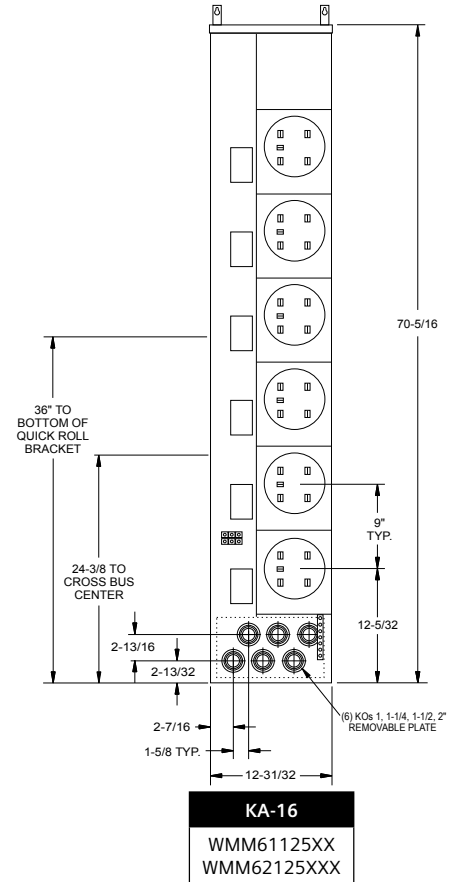 70-5/16
36" TO
BOTTOM OF
QUICK ROLL
BRACKET
9"
TYP.
24-3/8 TO
CROSS BUS
CENTER
12-5/32
2-13/16
2-13/32
(6) KOs 1, 1-1/4, 1-1/2, 2"
REMOVABLE PLATE
2-7/16
1-5/8 TYP.
12-31/32
KA-16
WMM61125XX
WMM62125XXX